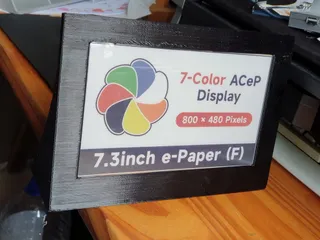 7-Color ACeP
Display
800 × 480 Pixels
7.3inch e-Paper (F)